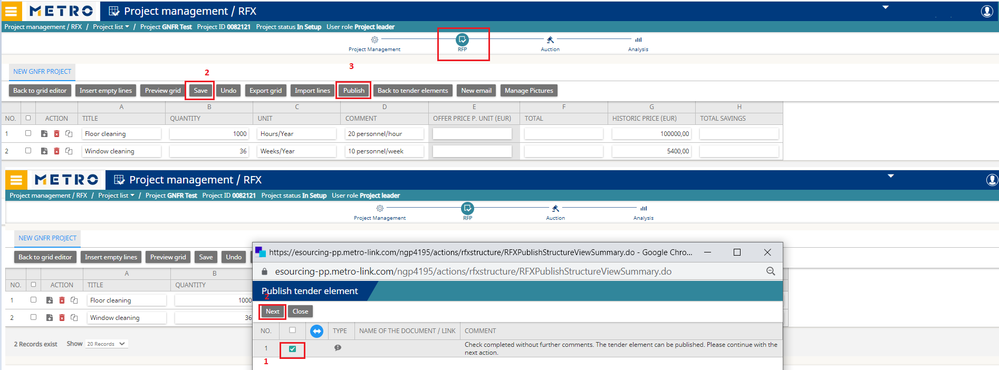 METRO Project management / RFX
Project management / RFX / Project list / Project GNFR Test Project ID 0082121 Project status In Setup User role Project leader
Project Management RFP Auction Analysis
NEW GNFR PROJECT 2 3
Back to grid editor Insert empty lines Preview grid Save Undo Export grid Import lines Publish Back to tender elements New email Manage Pictures
A B C D E F G H
NO. ACTION TITLE QUANTITY UNIT COMMENT OFFER PRICE P. UNIT (EUR) TOTAL HISTORIC PRICE (EUR) TOTAL SAVINGS
1 Floor cleaning 1000 Hours/Year 20 personnel/hour 100000,00
2 Window cleaning 36 Weeks/Year 10 personnel/week 5400,00
METRO Project management / RFX
Project management / RFX / Project list / Project GNFR Test Project ID 0082121 Project status In Setup User role Project leader
Project Management RFP Auction Analysis
NEW GNFR PROJECT
Back to grid editor Insert empty lines Preview grid Save Undo
A B
NO. ACTION TITLE QUANTITY
1 Floor cleaning 1000
2 Window cleaning 36
2 Records exist Show 20 Records
https://esourcing-pp.metro-link.com/ngp4195/actions/rfxstructure/RFXPublishStructureViewSummary.do - Google Chro...
esourcing-pp.metro-link.com/ngp4195/actions/rfxstructure/RFXPublishStructureViewSummary.do
Publish tender element
2
Next Close
NO. TYPE NAME OF THE DOCUMENT / LINK COMMENT
1 Check completed without further comments. The tender element can be published. Please continue with the
next action.
1